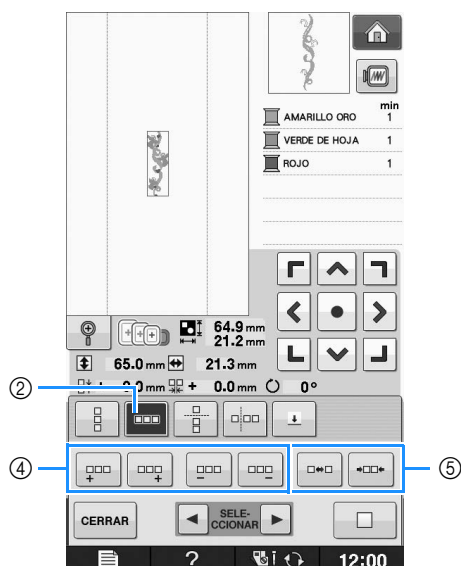 min
AMARILLO ORO 1
VERDE DE HOJA 1
ROJO 1
64.9 mm
21.2 mm
65.0 mm 21.3 mm
+ 0.0 mm + 0.0 mm 0°
②
④
⑤
CERRAR
SELE-
CCIONAR
? 12:00